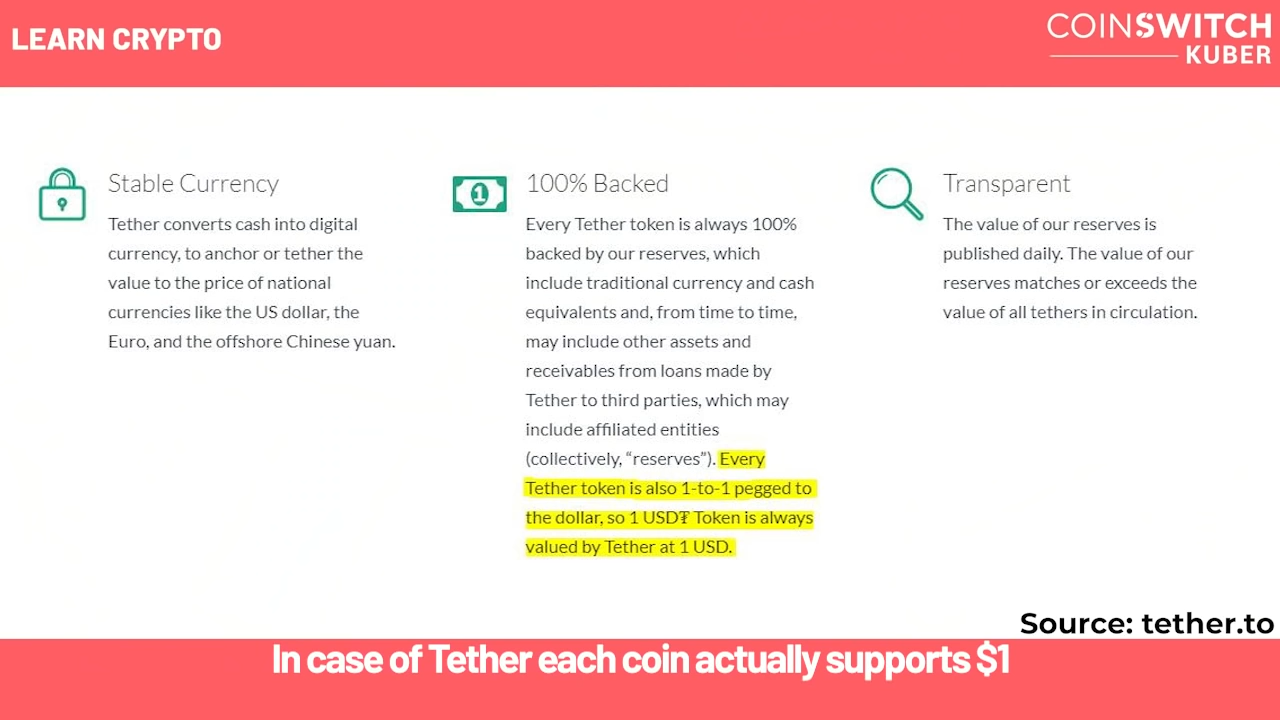 LEARN CRYPTO
COINSWITCH
KUBER
Stable Currency
Tether converts cash into digital
currency, to anchor or tether the
value to the price of national
currencies like the US dollar, the
Euro, and the offshore Chinese yuan.
1
100% Backed
Every Tether token is always 100%
backed by our reserves, which
include traditional currency and cash
equivalents and, from time to time,
may include other assets and
receivables from loans made by
Tether to third parties, which may
include affiliated entities
(collectively, “reserves”). Every
Tether token is also 1-to-1 pegged to
the dollar, so 1 USD₮ Token is always
valued by Tether at 1 USD.
Transparent
The value of our reserves is
published daily. The value of our
reserves matches or exceeds the
value of all tethers in circulation.
Source: tether.to
In case of Tether each coin actually supports $1